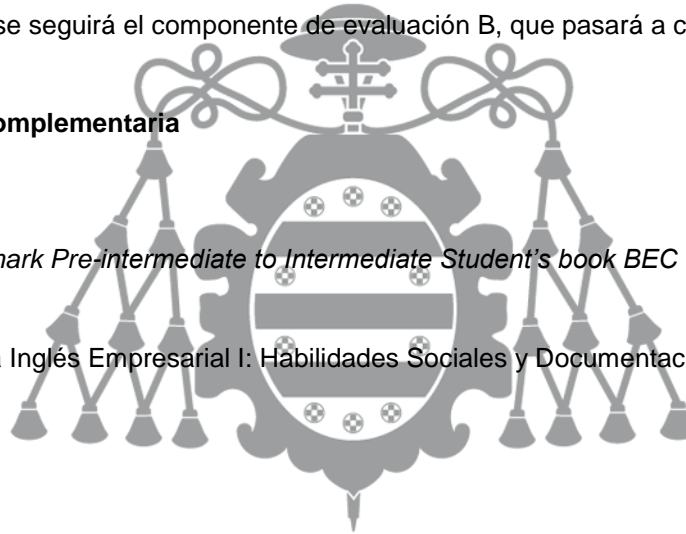 se seguirá el componente de evaluación B, que pasará a c
omplementaria
mark Pre-intermediate to Intermediate Student's book BEC
Inglés Empresarial I: Habilidades Sociales y Documentac